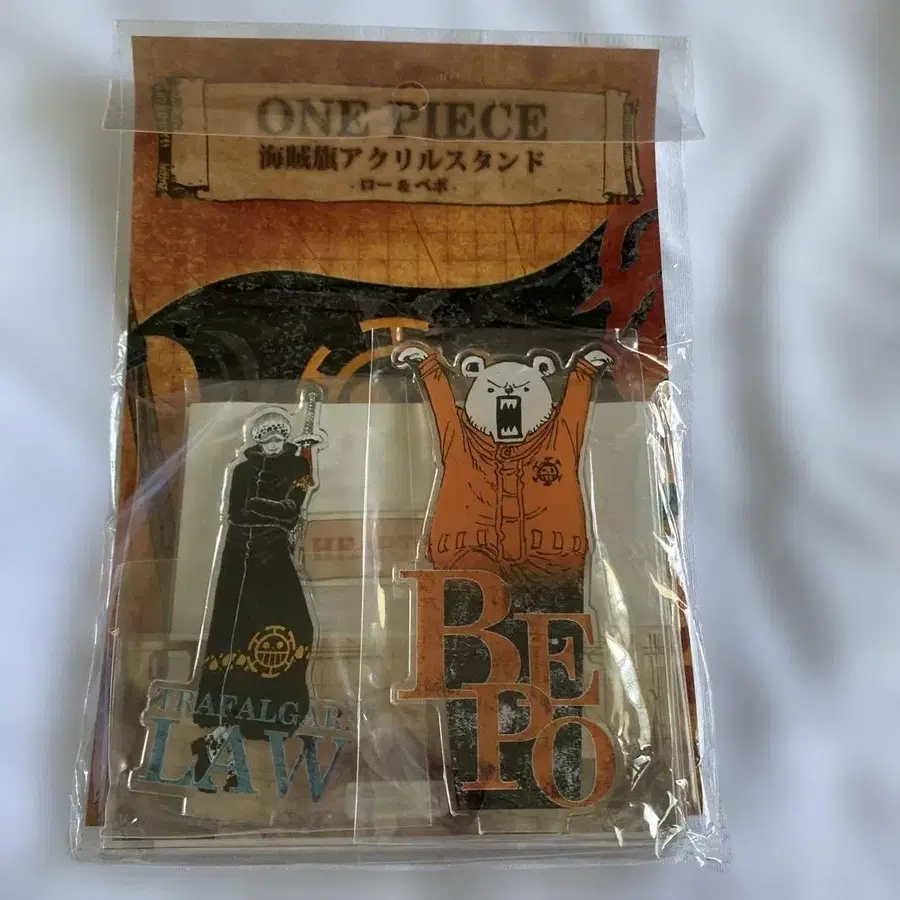 ONE PIECE
海賊旗アクリルスタンド
- ロー & ベポ -
HEART
TRAFALGAR
LAW
BE
PO